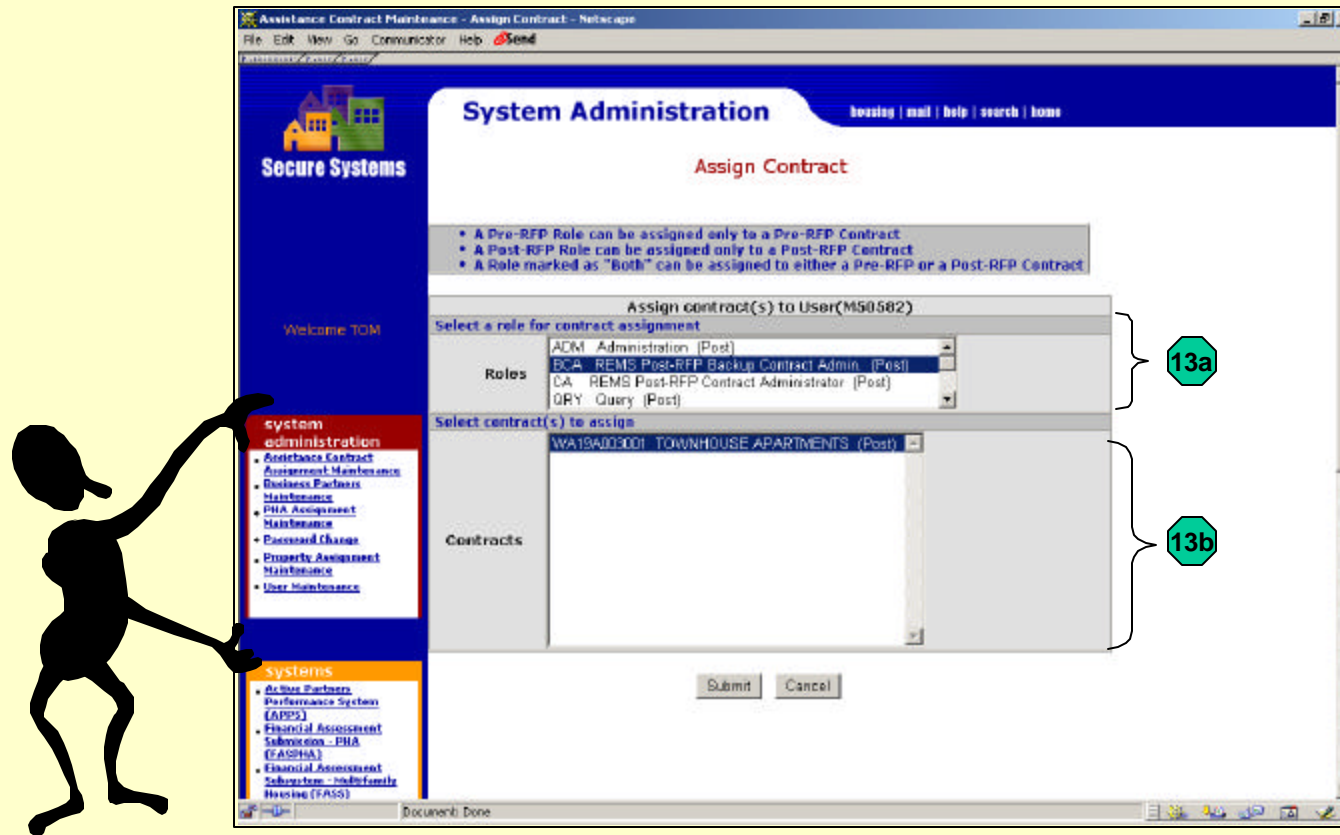 Assistance Contract Maintenance - Assign Contract - Netscape
File Edit View Go Communicator Help Send
Secure Systems
System Administration
housing | mail | help | search | home
Assign Contract
• A Pre-RFP Role can be assigned only to a Pre-RFP Contract
• A Post-RFP Role can be assigned only to a Post-RFP Contract
• A Role marked as "Both" can be assigned to either a Pre-RFP or a Post-RFP Contract
Welcome TOM
Assign contract(s) to User(M50582)
Select a role for contract assignment
Roles
ADM Administration (Post)
BCA REMS Post-RFP Backup Contract Admin. (Post)
CA REMS Post-RFP Contract Administrator (Post)
QRY Query (Post)
13a
Select contract(s) to assign
Contracts
WA19A003001 TOWNHOUSE APARTMENTS (Post)
13b
Submit Cancel
system
administration
Assistance Contract
Assignment Maintenance
Business Partners
Maintenance
PHA Assignment
Maintenance
Password Change
Property Assignment
Maintenance
User Maintenance
systems
Active Partners
Performance System
(APPS)
Financial Assessment
Submission - PHA
(FASPHA)
Financial Assessment
Subsystem - Multifamily
Housing (FASS)
Document: Done